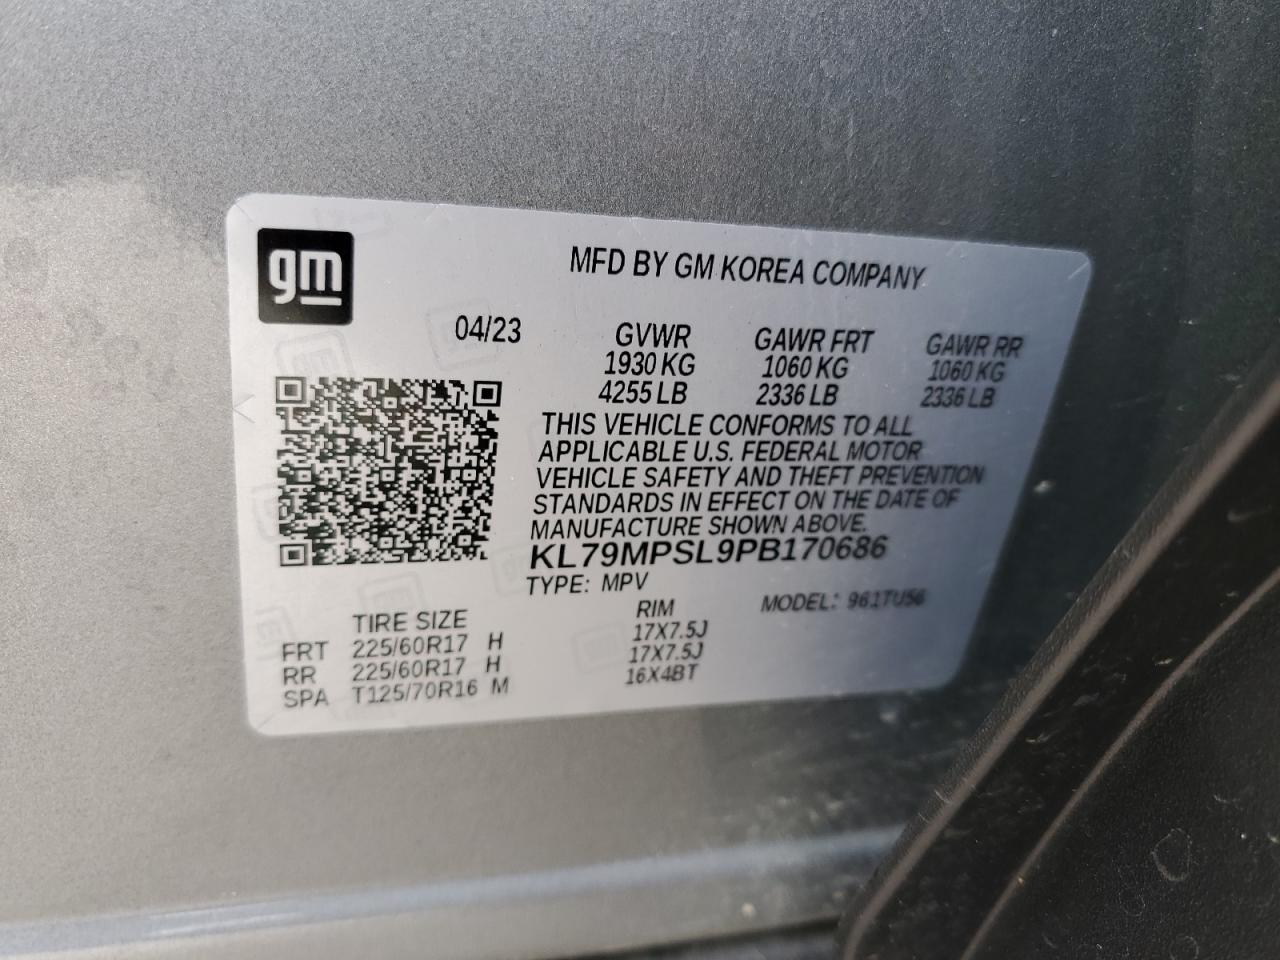 gm
MFD BY GM KOREA COMPANY
04/23 GVWR GAWR FRT GAWR RR
1930 KG 1060 KG 1060 KG
4255 LB 2336 LB 2336 LB
THIS VEHICLE CONFORMS TO ALL
APPLICABLE U.S. FEDERAL MOTOR
VEHICLE SAFETY AND THEFT PREVENTION
STANDARDS IN EFFECT ON THE DATE OF
MANUFACTURE SHOWN ABOVE.
KL79MPSL9PB170686
TYPE: MPV MODEL: 961TU56
TIRE SIZE RIM
FRT 225/60R17 H 17X7.5J
RR 225/60R17 H 17X7.5J
SPA T125/70R16 M 16X4BT